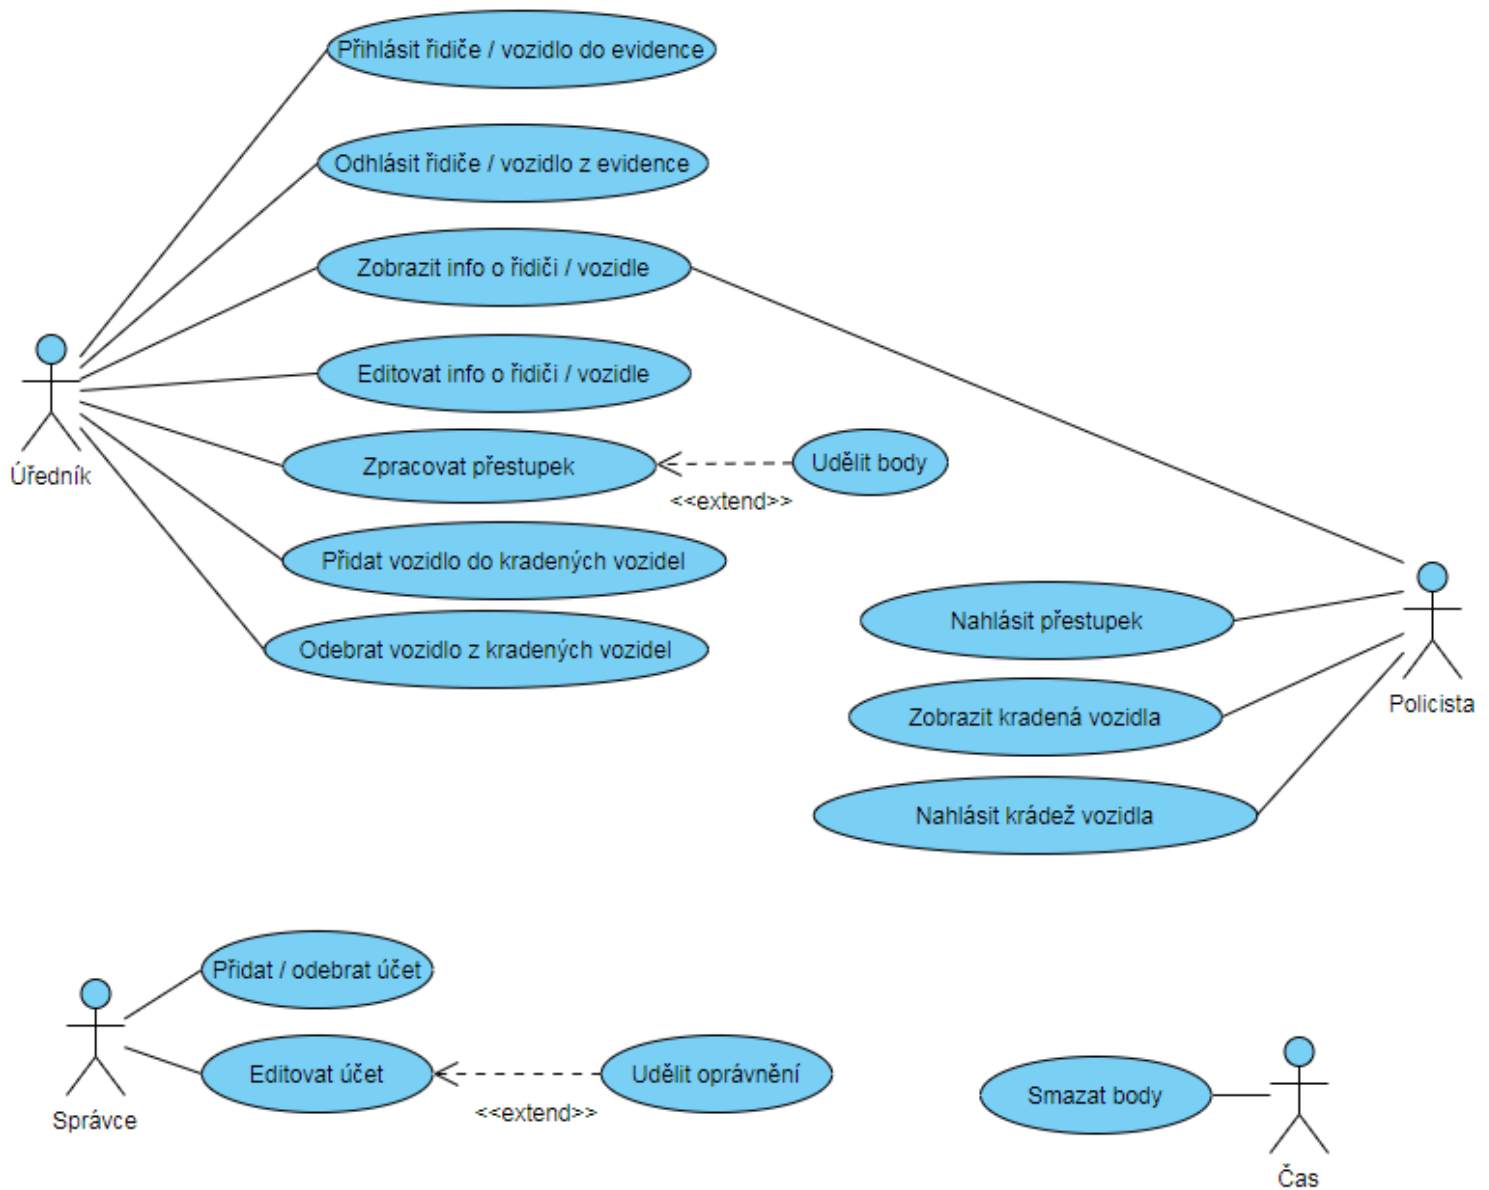 Přihlásit řidiče / vozidlo do evidence
Odhlásit řidiče / vozidlo z evidence
Zobrazit info o řidiči / vozidle
Editovat info o řidiči / vozidle
Úředník
Zpracovat přestupek
Udělit body
<<extend>>
Přidat vozidlo do kradených vozidel
Odebrat vozidlo z kradených vozidel
Nahlásit přestupek
Zobrazit kradená vozidla
Policista
Nahlásit krádež vozidla
Přidat / odebrat účet
Editovat účet
Udělit oprávnění
<<extend>>
Správce
Smazat body
Čas